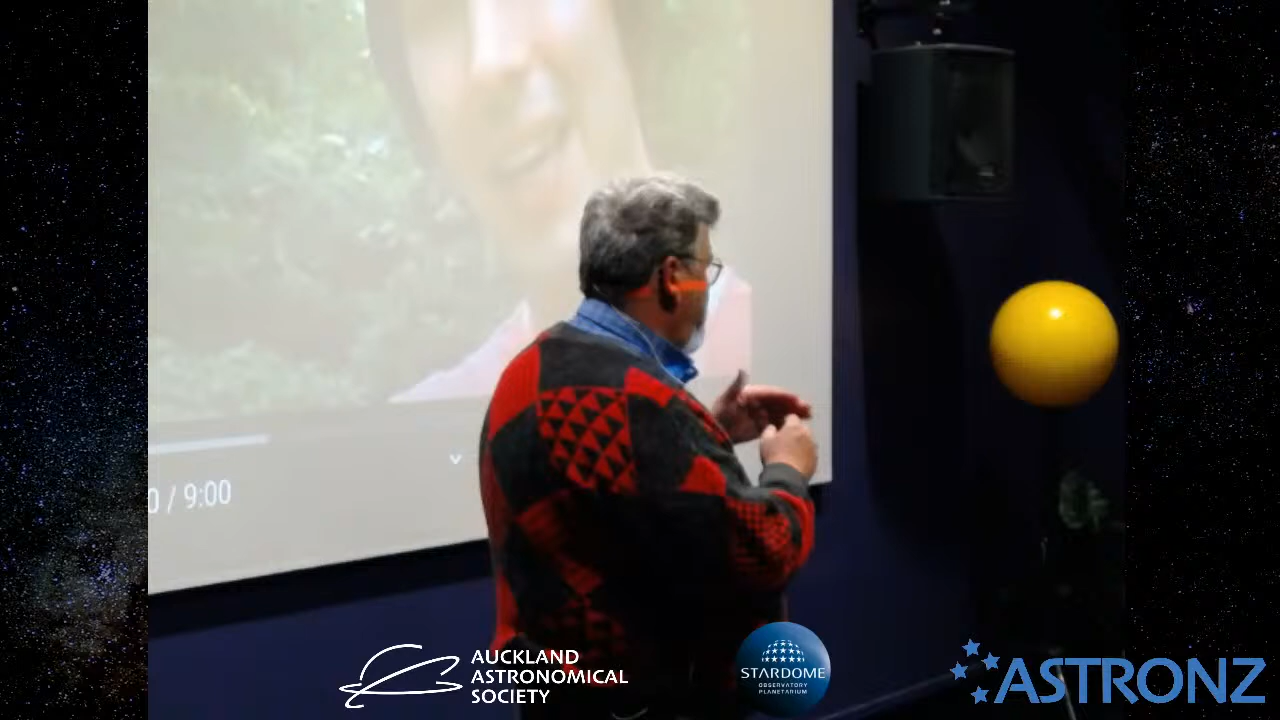 0 / 9:00
AUCKLAND
ASTRONOMICAL
SOCIETY
STARDOME
OBSERVATORY
PLANETARIUM
ASTRONZ